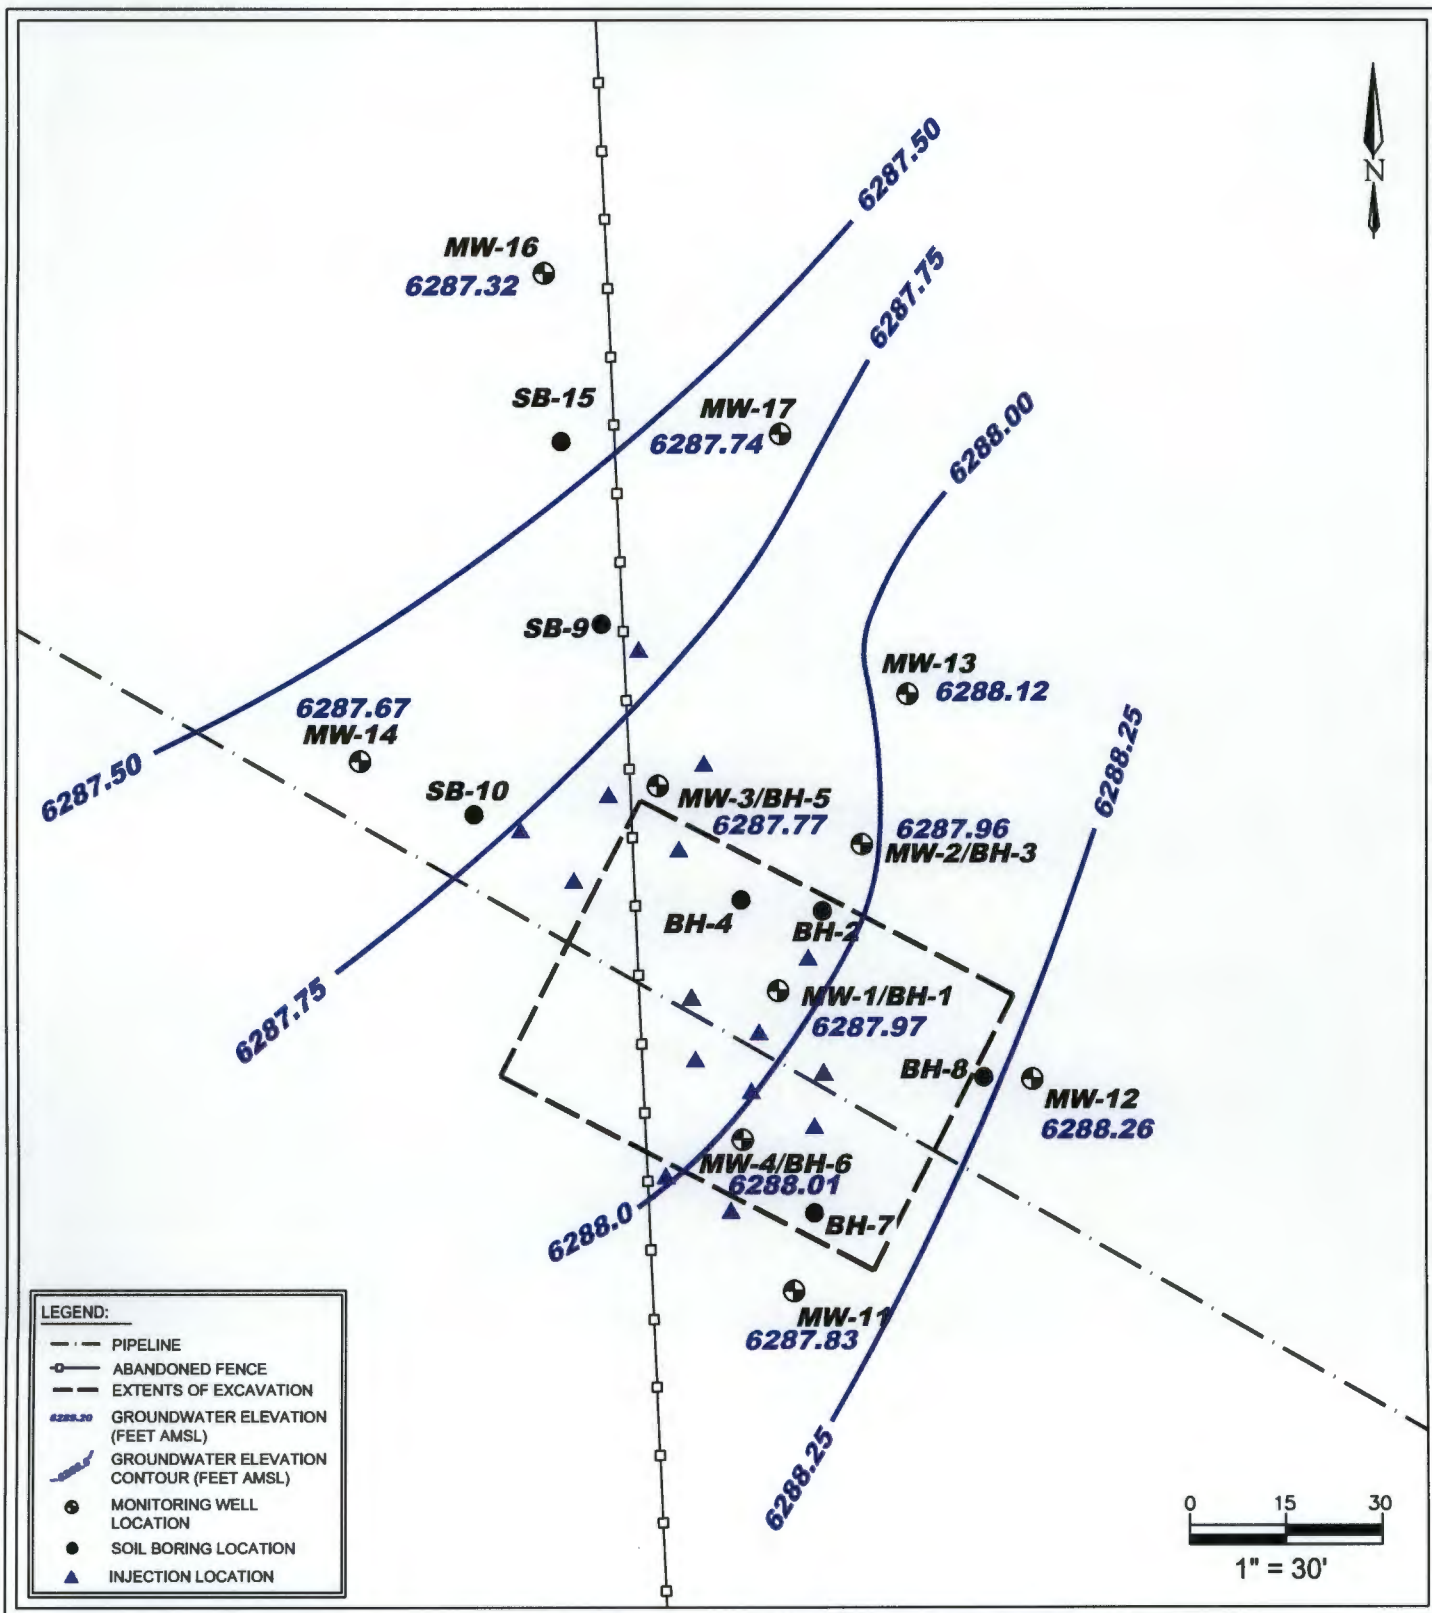 6287.50
N
MW-16
6287.32
6287.75
SB-15
MW-17
6287.74
6288.00
SB-9
MW-13
6288.12
6287.67
MW-14
6287.50
SB-10
6288.25
MW-3/BH-5
6287.77
6287.96
MW-2/BH-3
BH-4
BH-2
6287.75
MW-1/BH-1
6287.97
BH-8
MW-12
6288.26
MW-4/BH-6
6288.01
6288.0
BH-7
MW-11
6287.83
6288.25
LEGEND:
PIPELINE
ABANDONED FENCE
EXTENTS OF EXCAVATION
GROUNDWATER ELEVATION
(FEET AMSL)
GROUNDWATER ELEVATION
CONTOUR (FEET AMSL)
MONITORING WELL
LOCATION
SOIL BORING LOCATION
INJECTION LOCATION
0 15 30
1" = 30'